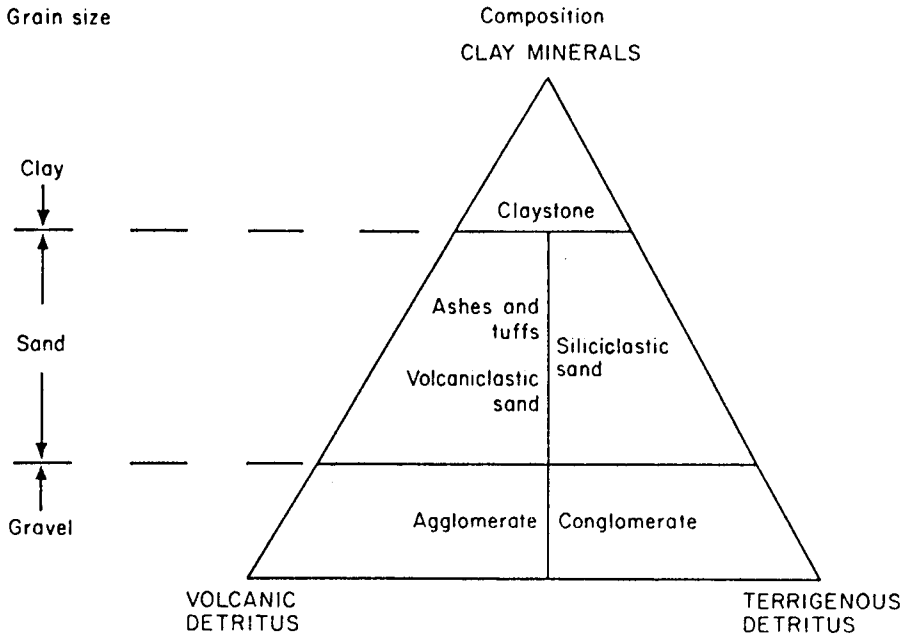 Grain size
Composition
CLAY MINERALS
Clay
Claystone
Ashes and
tuffs
Siliciclastic
sand
Sand
Volcaniclastic
sand
Gravel
Agglomerate
Conglomerate
VOLCANIC
DETRITUS
TERRIGENOUS
DETRITUS